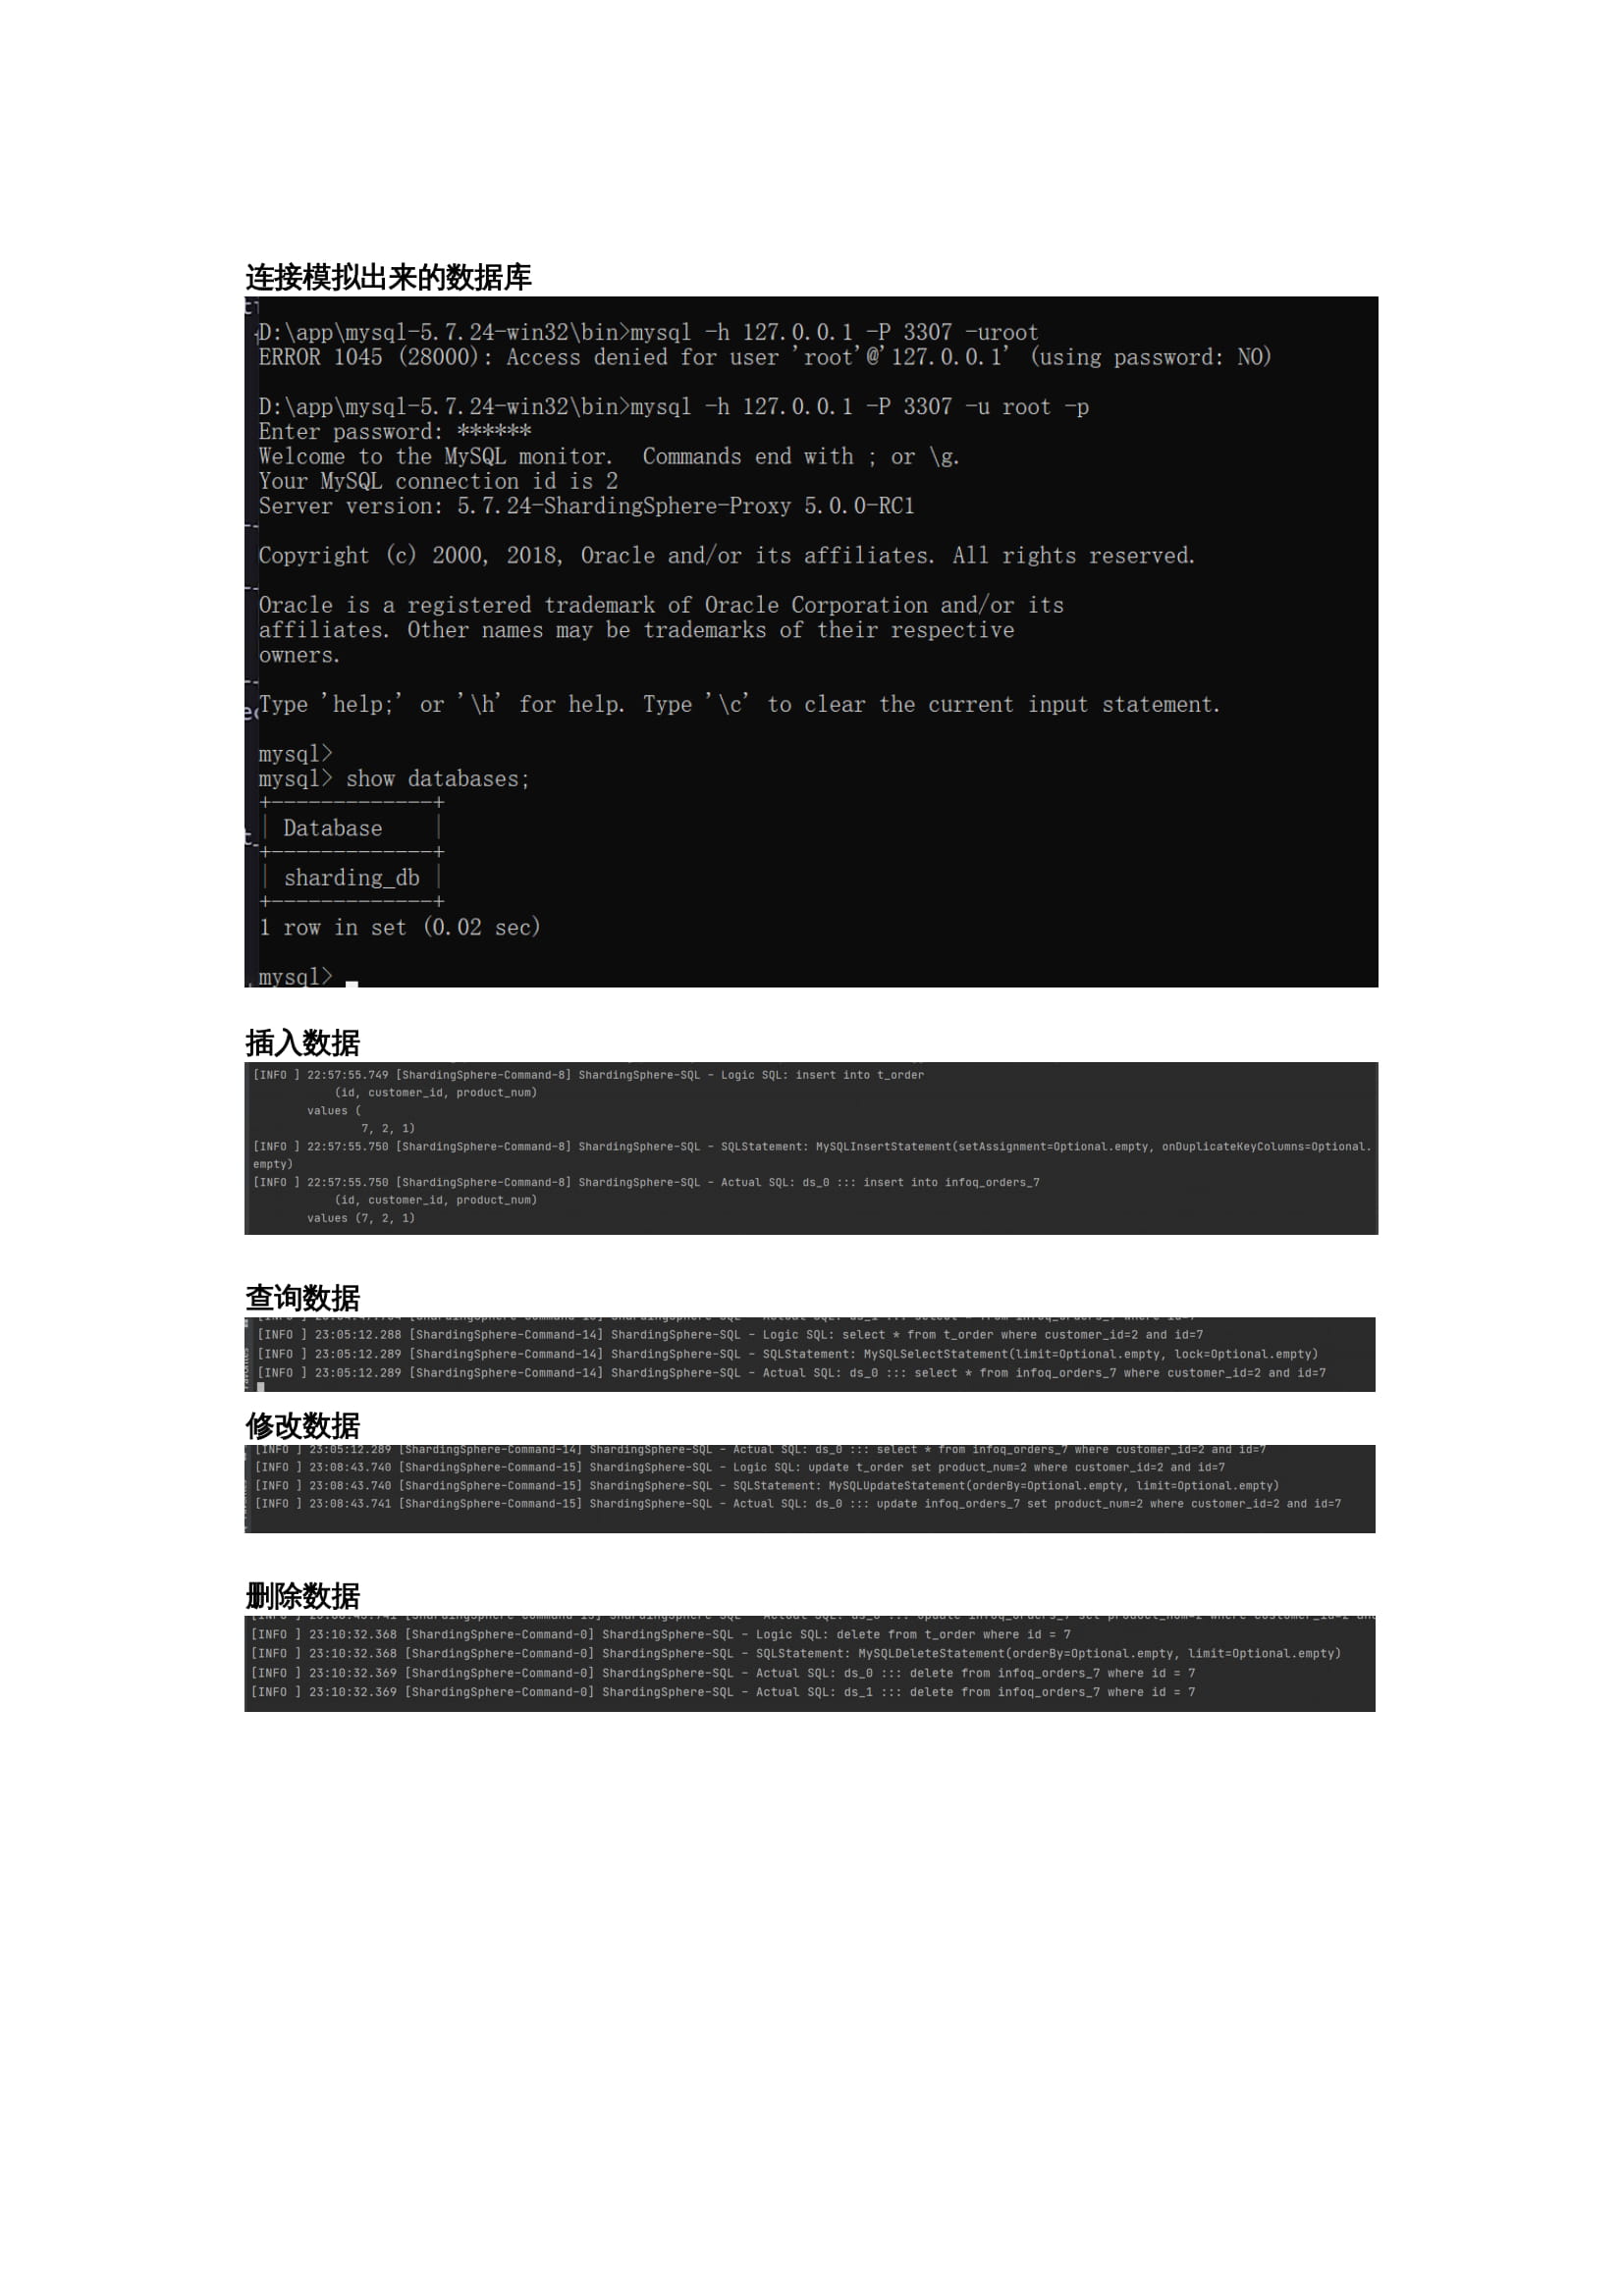 连接模拟出来的数据库
D:\app\mysql-5.7.24-win32\bin>mysql -h 127.0.0.1 -P 3307 -uroot
ERROR 1045 (28000): Access denied for user 'root'@'127.0.0.1' (using password: NO)
D:\app\mysql-5.7.24-win32\bin>mysql -h 127.0.0.1 -P 3307 -u root -p
Enter password: ******
Welcome to the MySQL monitor.  Commands end with ; or \g.
Your MySQL connection id is 2
Server version: 5.7.24-ShardingSphere-Proxy 5.0.0-RC1
Copyright (c) 2000, 2018, Oracle and/or its affiliates. All rights reserved.
Oracle is a registered trademark of Oracle Corporation and/or its
affiliates. Other names may be trademarks of their respective
owners.
Type 'help;' or '\h' for help. Type '\c' to clear the current input statement.
mysql>
mysql> show databases;
+-------------+
| Database    |
+-------------+
| sharding_db |
+-------------+
1 row in set (0.02 sec)
mysql>
插入数据
[INFO ] 22:57:55.749 [ShardingSphere-Command-8] ShardingSphere-SQL - Logic SQL: insert into t_order
(id, customer_id, product_num)
values (
7, 2, 1)
[INFO ] 22:57:55.750 [ShardingSphere-Command-8] ShardingSphere-SQL - SQLStatement: MySQLInsertStatement(setAssignment=Optional.empty, onDuplicateKeyColumns=Optional.
empty)
[INFO ] 22:57:55.750 [ShardingSphere-Command-8] ShardingSphere-SQL - Actual SQL: ds_0 ::: insert into infoq_orders_7
(id, customer_id, product_num)
values (7, 2, 1)
查询数据
[INFO ] 23:05:12.288 [ShardingSphere-Command-14] ShardingSphere-SQL - Logic SQL: select * from t_order where customer_id=2 and id=7
[INFO ] 23:05:12.289 [ShardingSphere-Command-14] ShardingSphere-SQL - SQLStatement: MySQLSelectStatement(limit=Optional.empty, lock=Optional.empty)
[INFO ] 23:05:12.289 [ShardingSphere-Command-14] ShardingSphere-SQL - Actual SQL: ds_0 ::: select * from infoq_orders_7 where customer_id=2 and id=7
修改数据
[INFO ] 23:05:12.289 [ShardingSphere-Command-14] ShardingSphere-SQL - Actual SQL: ds_0 ::: select * from infoq_orders_7 where customer_id=2 and id=7
[INFO ] 23:08:43.740 [ShardingSphere-Command-15] ShardingSphere-SQL - Logic SQL: update t_order set product_num=2 where customer_id=2 and id=7
[INFO ] 23:08:43.740 [ShardingSphere-Command-15] ShardingSphere-SQL - SQLStatement: MySQLUpdateStatement(orderBy=Optional.empty, limit=Optional.empty)
[INFO ] 23:08:43.741 [ShardingSphere-Command-15] ShardingSphere-SQL - Actual SQL: ds_0 ::: update infoq_orders_7 set product_num=2 where customer_id=2 and id=7
删除数据
[INFO ] 23:10:32.368 [ShardingSphere-Command-0] ShardingSphere-SQL - Logic SQL: delete from t_order where id = 7
[INFO ] 23:10:32.368 [ShardingSphere-Command-0] ShardingSphere-SQL - SQLStatement: MySQLDeleteStatement(orderBy=Optional.empty, limit=Optional.empty)
[INFO ] 23:10:32.369 [ShardingSphere-Command-0] ShardingSphere-SQL - Actual SQL: ds_0 ::: delete from infoq_orders_7 where id = 7
[INFO ] 23:10:32.369 [ShardingSphere-Command-0] ShardingSphere-SQL - Actual SQL: ds_1 ::: delete from infoq_orders_7 where id = 7